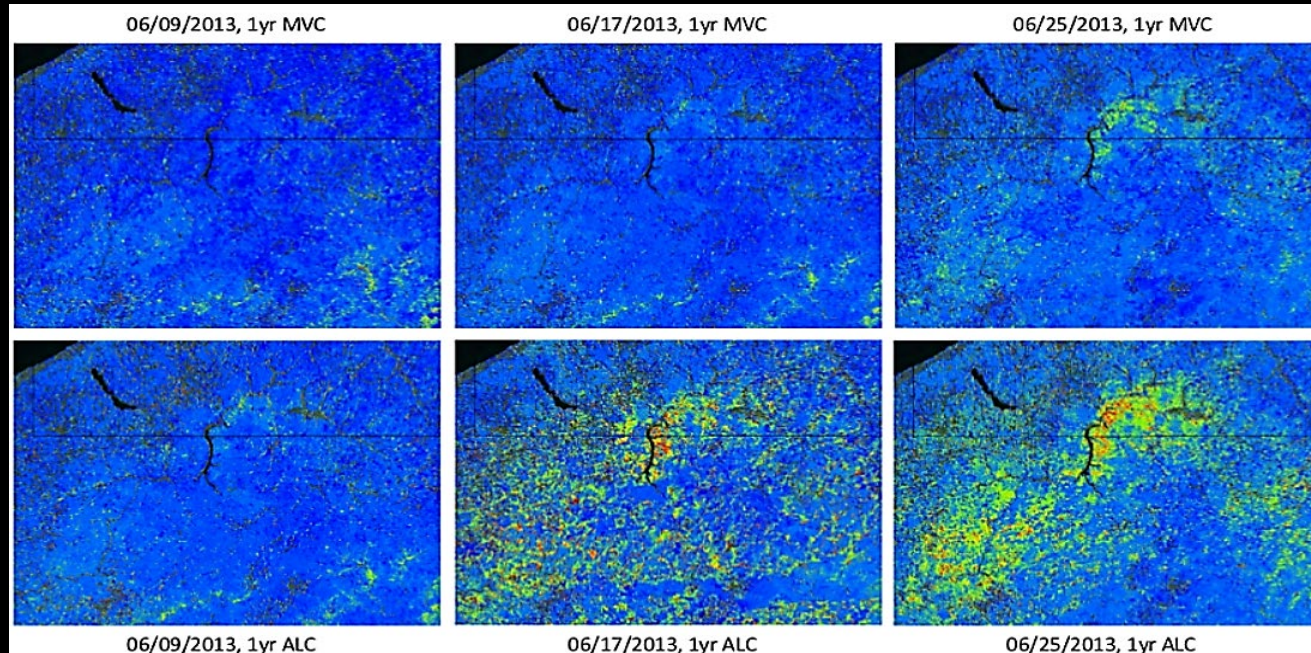 06/09/2013, 1yr MVC
06/17/2013, 1yr MVC
06/25/2013, 1yr MVC
06/09/2013, 1yr ALC
06/17/2013, 1yr ALC
06/25/2013, 1yr ALC